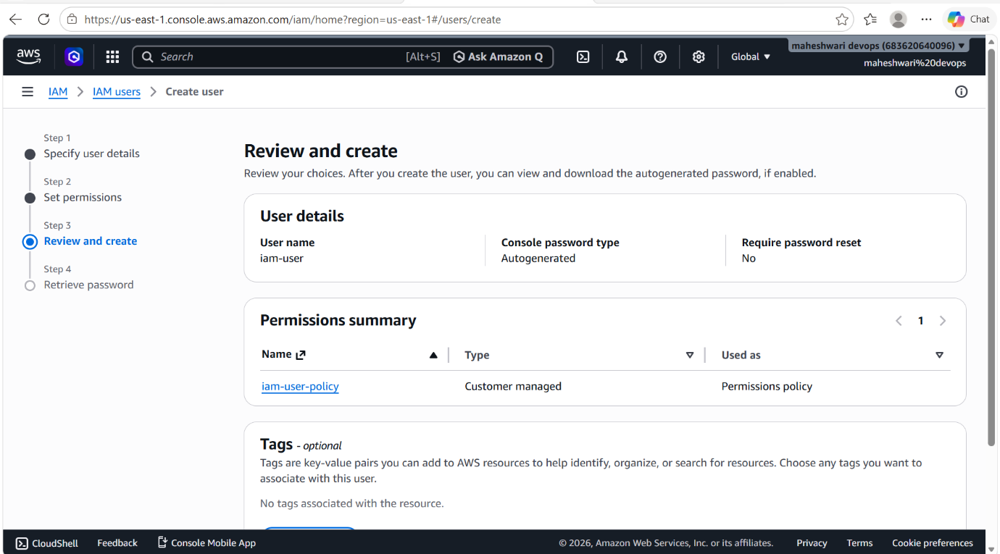 https://us-east-1.console.aws.amazon.com/iam/home?region=us-east-1#/users/create
Chat
aws
Search [Alt+S] Ask Amazon Q
Global
maheshwari devops (683620640096)
maheshwari%20devops
IAM > IAM users > Create user
Step 1
Specify user details
Step 2
Set permissions
Step 3
Review and create
Step 4
Retrieve password
Review and create
Review your choices. After you create the user, you can view and download the autogenerated password, if enabled.
User details
User name Console password type Require password reset
iam-user Autogenerated No
Permissions summary
1
Name Type Used as
iam-user-policy Customer managed Permissions policy
Tags - optional
Tags are key-value pairs you can add to AWS resources to help identify, organize, or search for resources. Choose any tags you want to
associate with this user.
No tags associated with the resource.
CloudShell Feedback Console Mobile App © 2026, Amazon Web Services, Inc. or its affiliates. Privacy Terms Cookie preferences